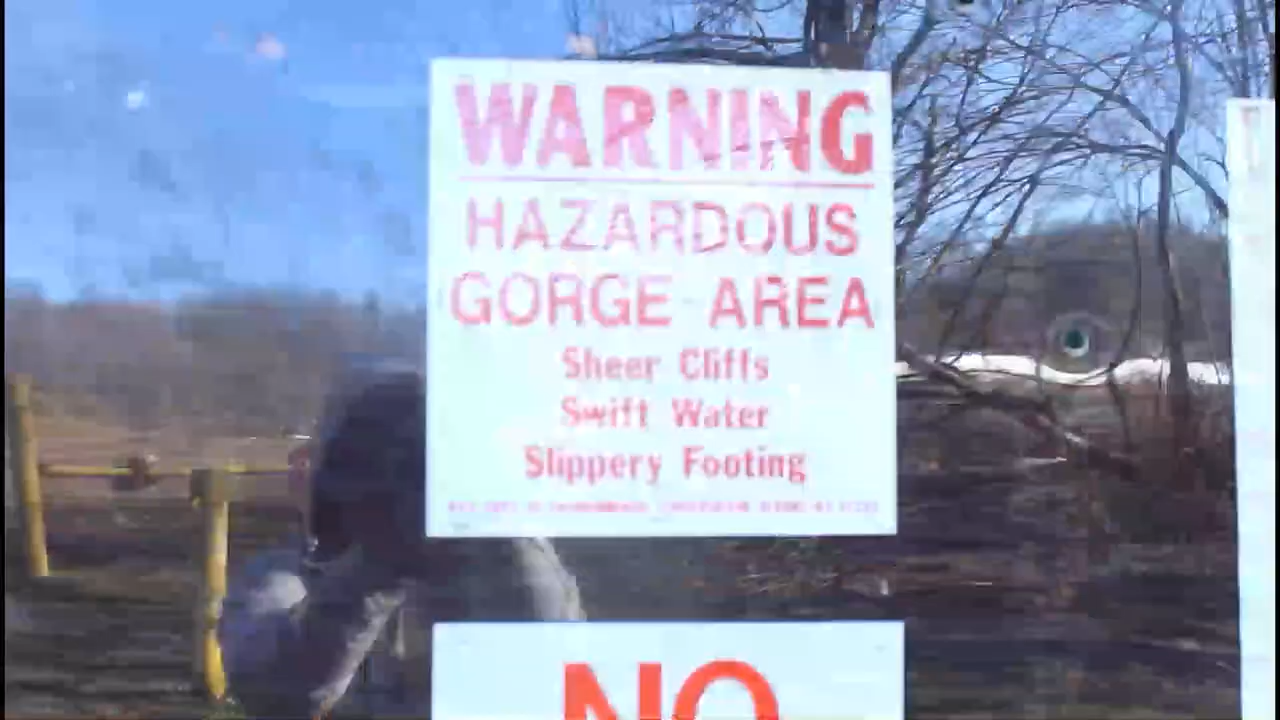 WARNING
HAZARDOUS
GORGE AREA
Sheer Cliffs
Swift Water
Slippery Footing
NO